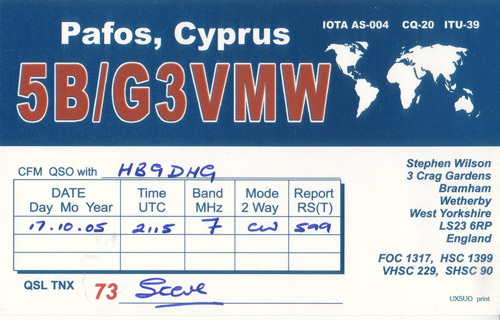 Pafos, Cyprus
IOTA AS-004 CQ-20 ITU-39
5B/G3VMW
CFM QSO with HB9DHG
DATE Time Band Mode Report
Day Mo Year UTC MHz 2 Way RS(T)
17.10.05 2115 7 CW 599
QSL TNX 73 Steve
Stephen Wilson
3 Crag Gardens
Bramham
Wetherby
West Yorkshire
LS23 6RP
England
FOC 1317, HSC 1399
VHSC 229, SHSC 90
UX5UO print